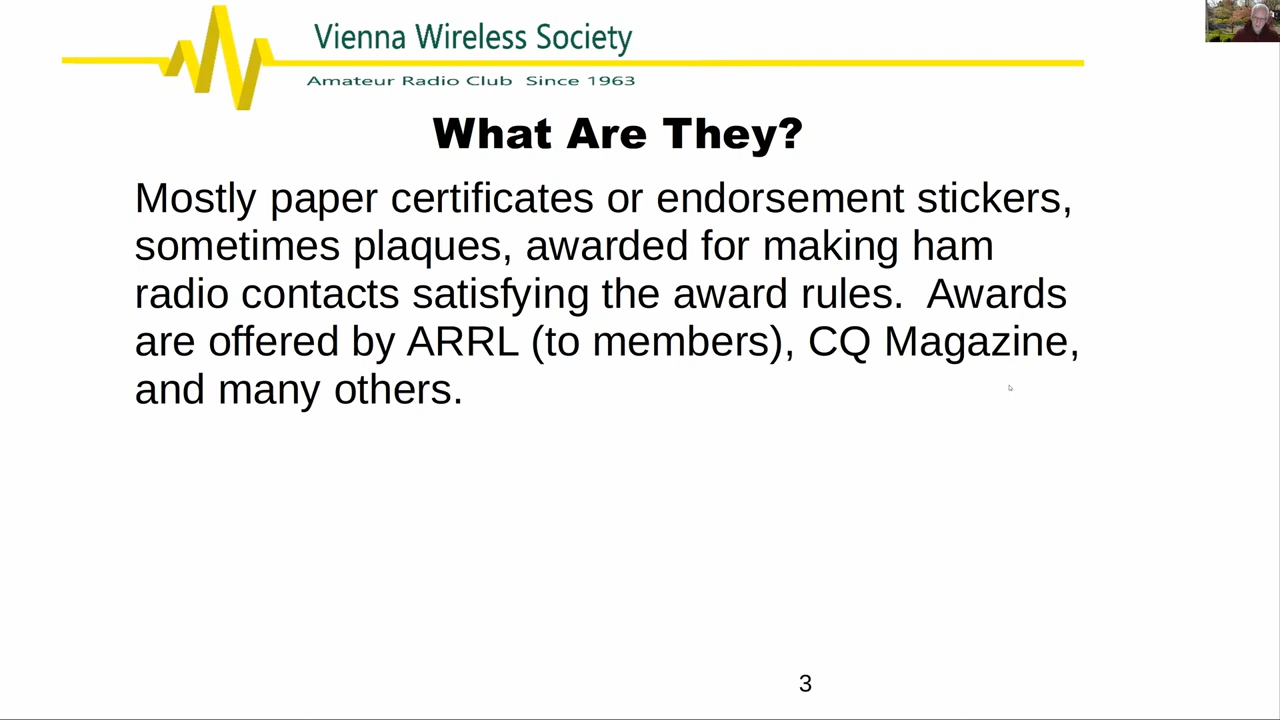 Vienna Wireless Society
Amateur Radio Club Since 1963
What Are They?
Mostly paper certificates or endorsement stickers,
sometimes plaques, awarded for making ham
radio contacts satisfying the award rules.  Awards
are offered by ARRL (to members), CQ Magazine,
and many others.
3